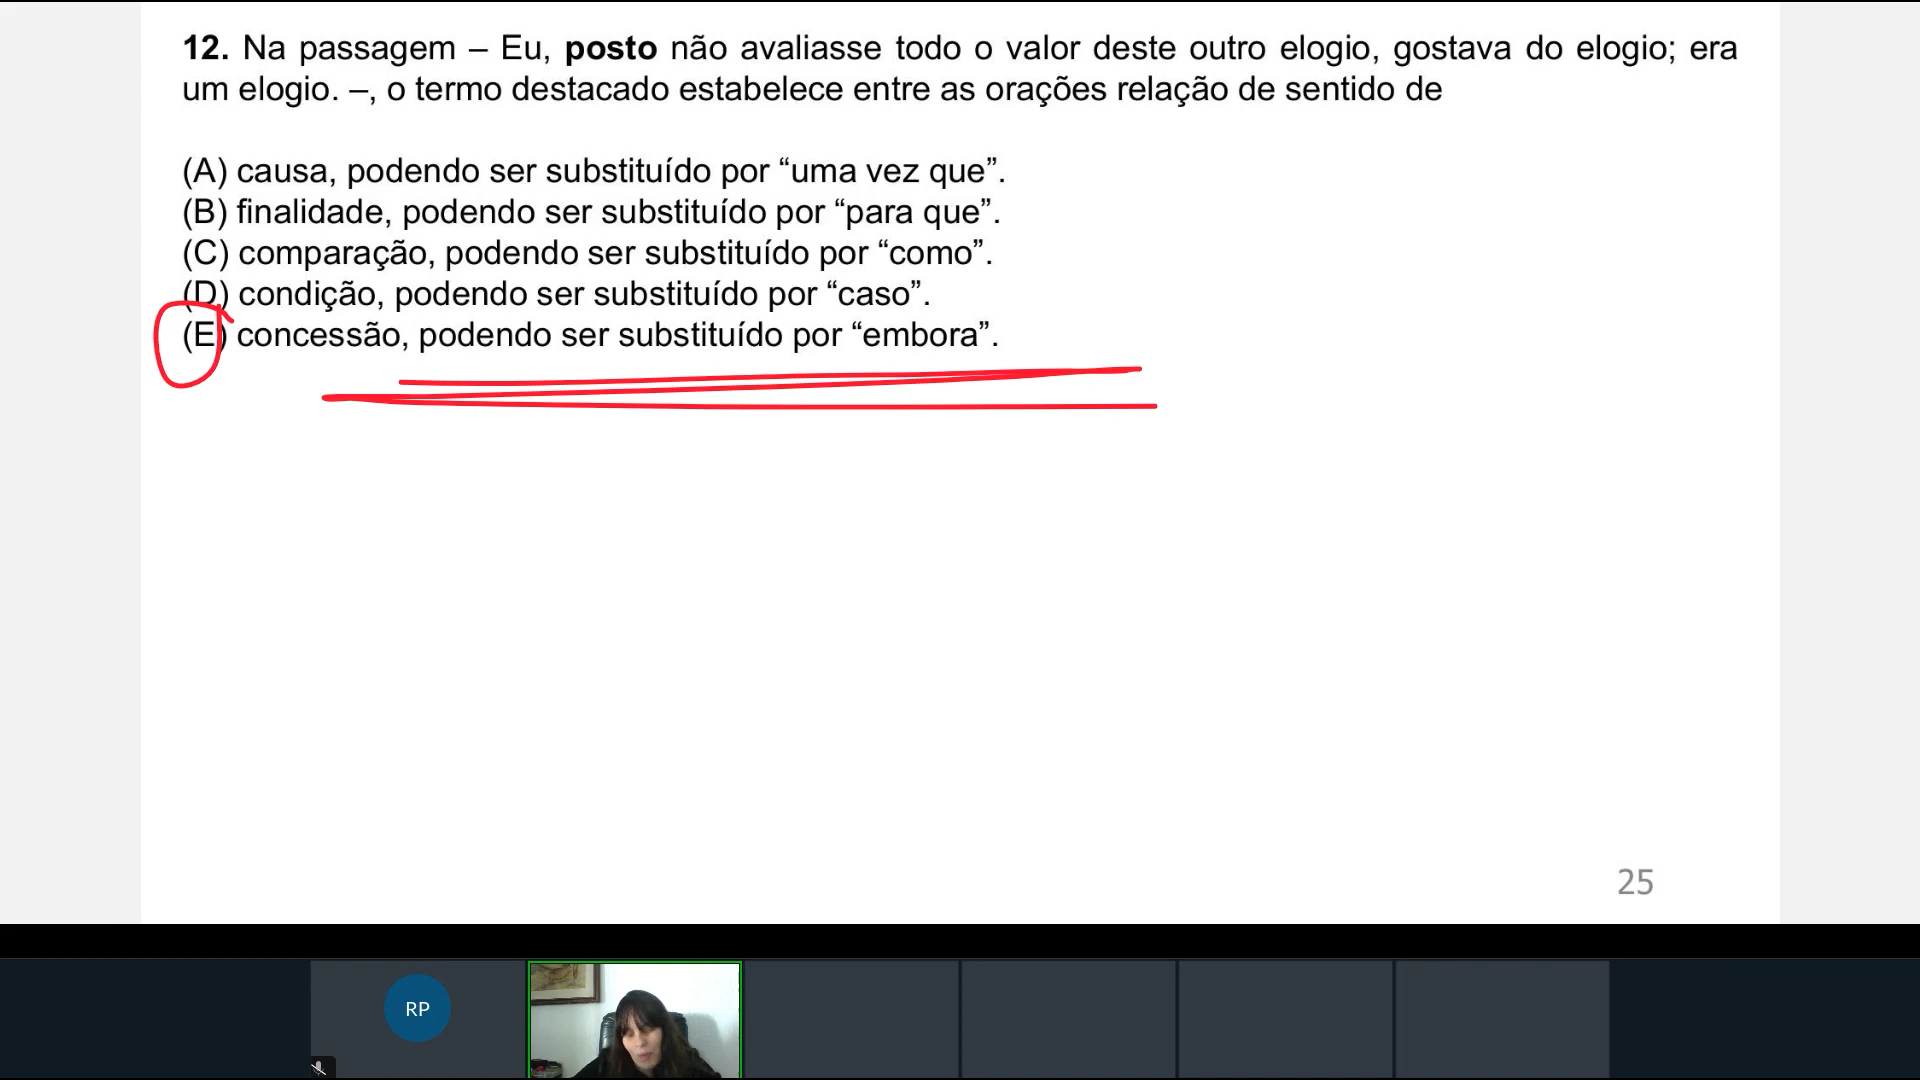 12. Na passagem – Eu, posto não avaliasse todo o valor deste outro elogio, gostava do elogio; era
um elogio. –, o termo destacado estabelece entre as orações relação de sentido de
(A) causa, podendo ser substituído por “uma vez que”.
(B) finalidade, podendo ser substituído por “para que”.
(C) comparação, podendo ser substituído por “como”.
(D) condição, podendo ser substituído por “caso”.
(E) concessão, podendo ser substituído por “embora”.
25
RP